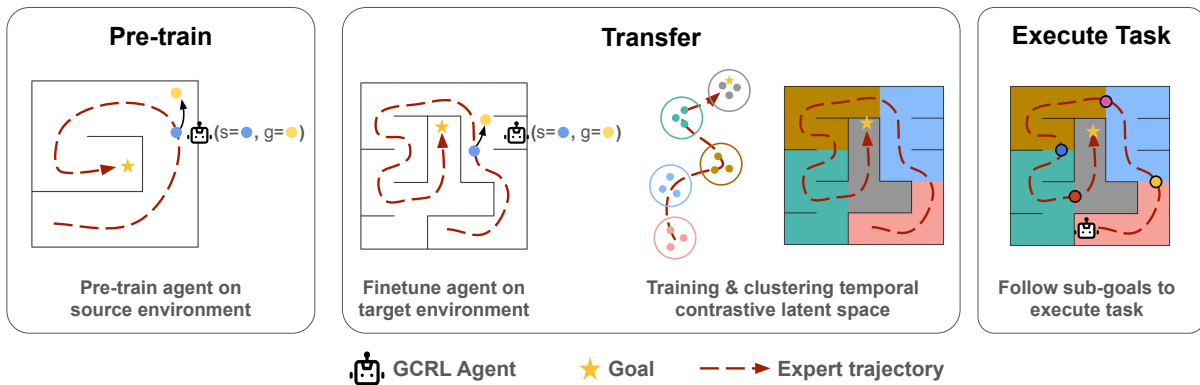 Pre-train
Transfer
Execute Task
(s= , g= )
(s= , g= )
Pre-train agent on
source environment
Finetune agent on
target environment
Training & clustering temporal
contrastive latent space
Follow sub-goals to
execute task
GCRL Agent
Goal
Expert trajectory